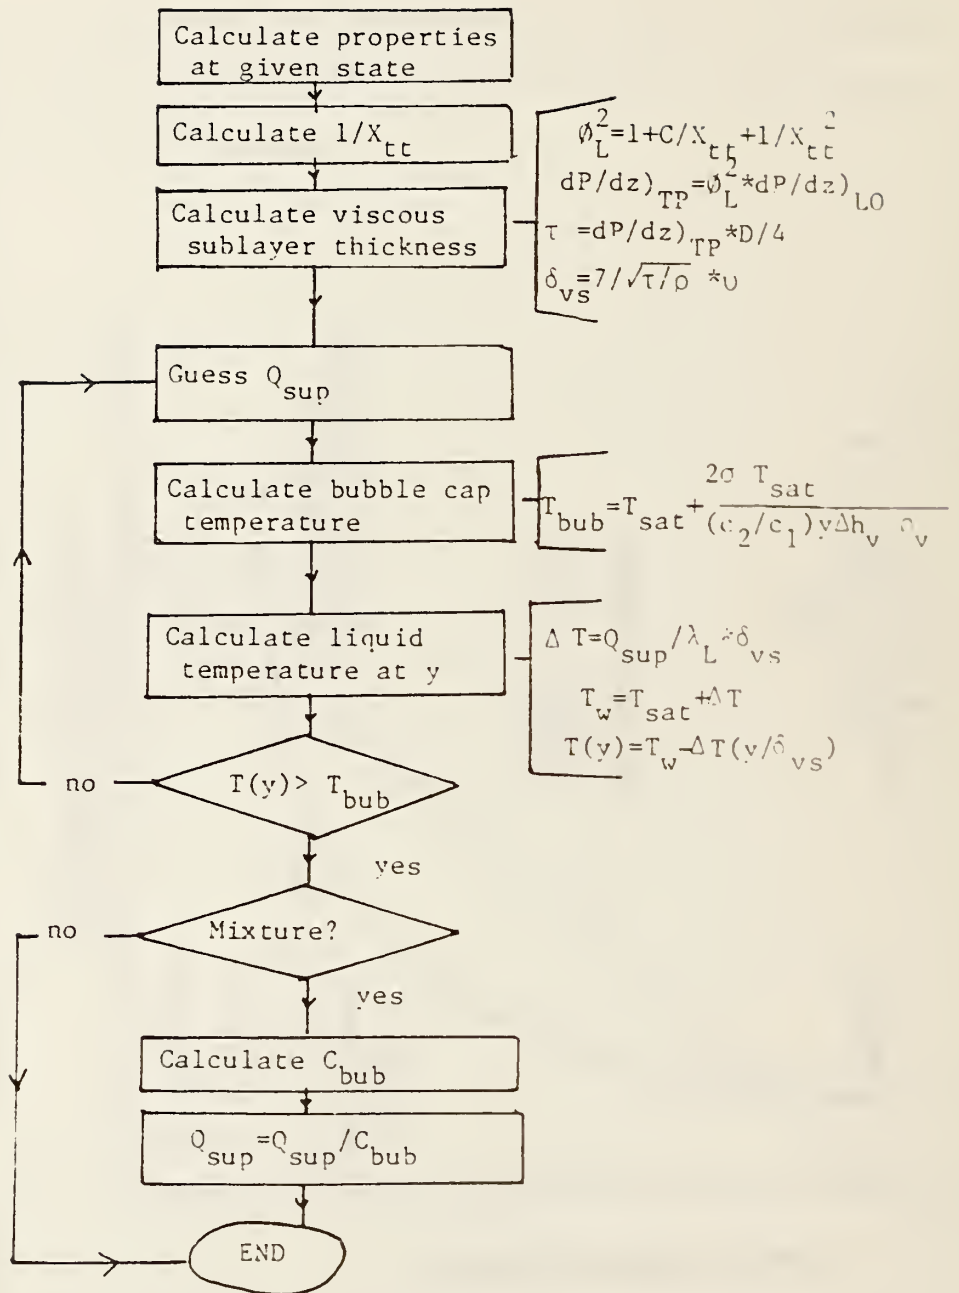 Calculate properties
at given state
Calculate 1/X_tt
Calculate viscous
sublayer thickness
ϕ_L^2=1+C/X_tt+1/X_tt^2
dP/dz)_TP=ϕ_L^2*dP/dz)_LO
τ =dP/dz)_TP*D/4
δ_vs=7/√τ/ρ *υ
Guess Q_sup
Calculate bubble cap
temperature
T_bub=T_sat+ 2σ T_sat
(c_2/c_1)yΔh_v ρ_v
Calculate liquid
temperature at y
Δ T=Q_sup/λ_L*δ_vs
T_w=T_sat+ΔT
T(y)=T_w-ΔT(y/δ_vs)
no
T(y)> T_bub
yes
no
Mixture?
yes
Calculate C_bub
Q_sup=Q_sup/C_bub
END